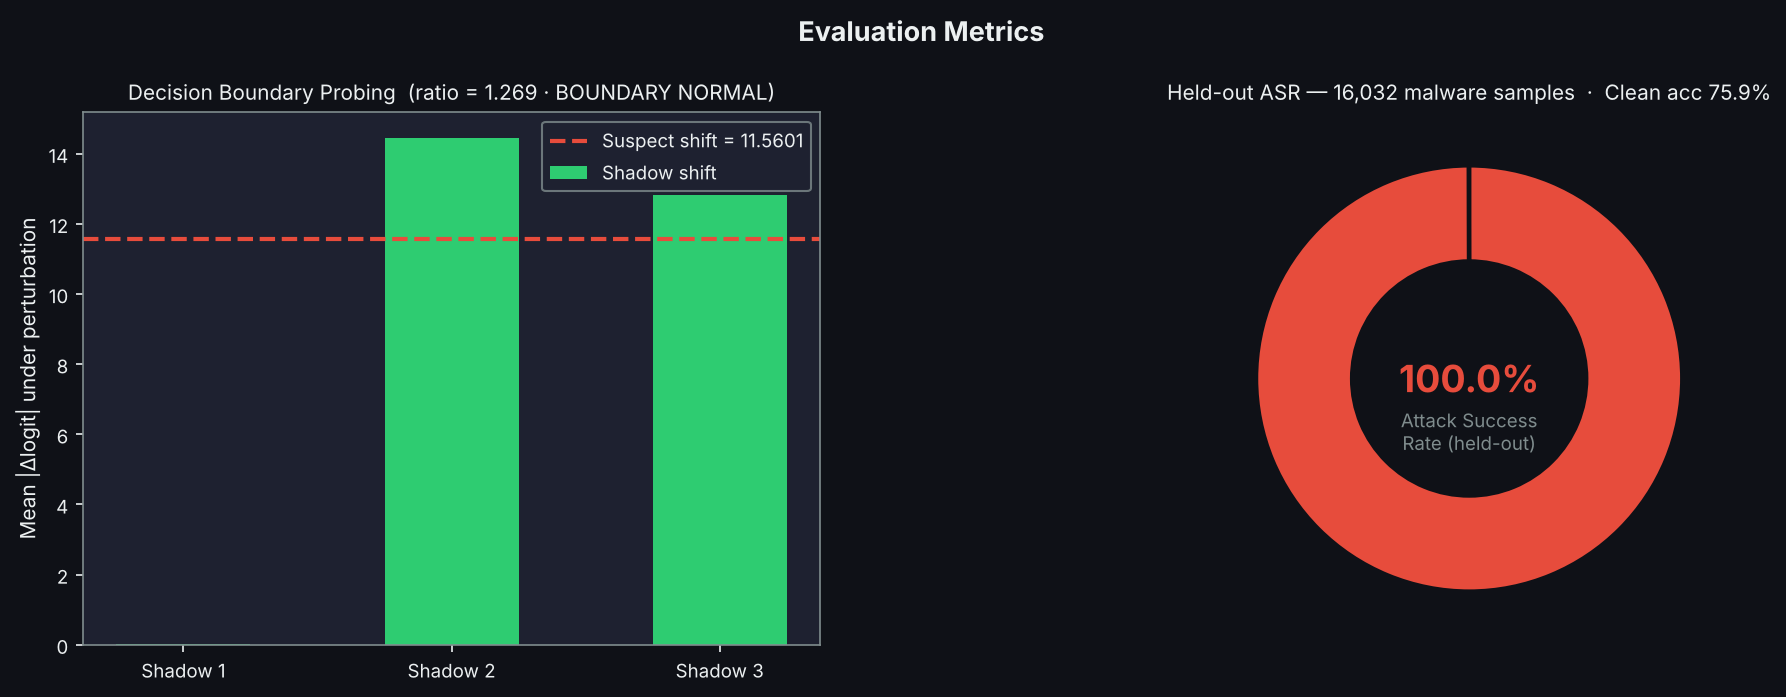 Evaluation Metrics
Decision Boundary Probing (ratio = 1.269 · BOUNDARY NORMAL)
Mean |Δlogit| under perturbation
14
12
10
8
6
4
2
0
Suspect shift = 11.5601
Shadow shift
Shadow 1
Shadow 2
Shadow 3
Held-out ASR — 16,032 malware samples · Clean acc 75.9%
100.0%
Attack Success
Rate (held-out)